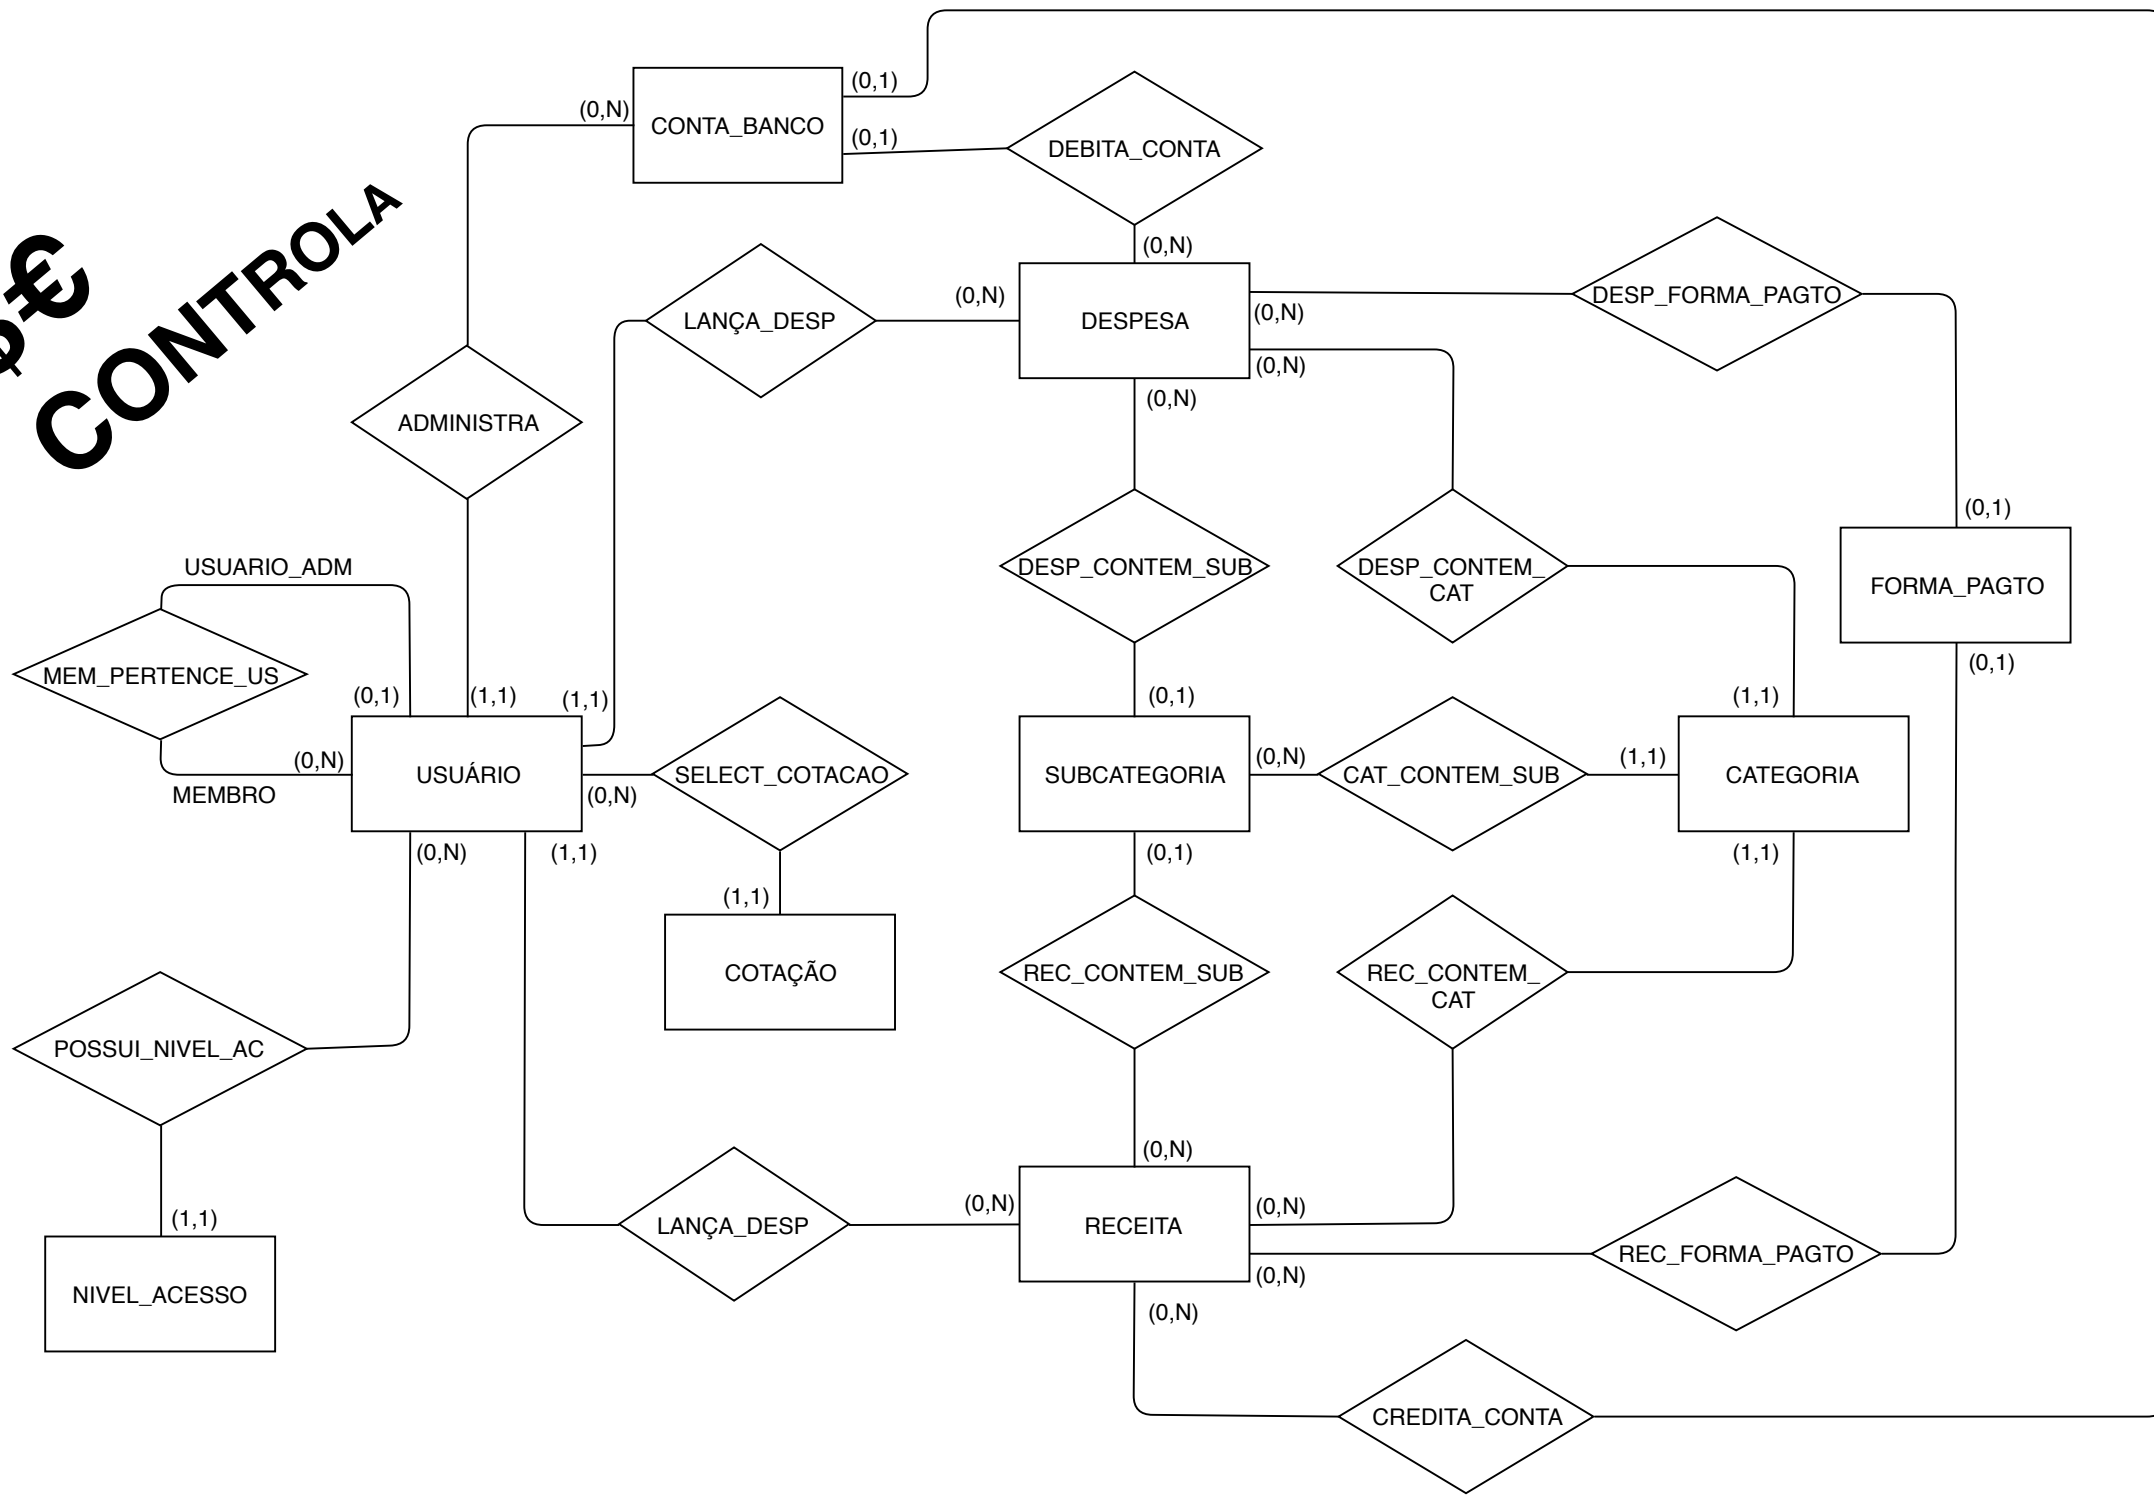 (0,1)
(0,N)
CONTA_BANCO
(0,1)
DEBITA_CONTA
€
CONTROLA
(0,N)
LANÇA_DESP
(0,N)
DESPESA
(0,N)
DESP_FORMA_PAGTO
(0,N)
(0,N)
ADMINISTRA
(0,1)
USUARIO_ADM
DESP_CONTEM_SUB
DESP_CONTEM_
CAT
FORMA_PAGTO
MEM_PERTENCE_US
(0,1)
(0,1)
(1,1)
(1,1)
(0,1)
(1,1)
(0,N)
USUÁRIO
SELECT_COTACAO
SUBCATEGORIA
(0,N)
CAT_CONTEM_SUB
(1,1)
CATEGORIA
MEMBRO
(0,N)
(0,N)
(1,1)
(0,1)
(1,1)
(1,1)
COTAÇÃO
REC_CONTEM_SUB
REC_CONTEM_
CAT
POSSUI_NIVEL_AC
(0,N)
(1,1)
LANÇA_DESP
(0,N)
RECEITA
(0,N)
REC_FORMA_PAGTO
(0,N)
NIVEL_ACESSO
(0,N)
CREDITA_CONTA